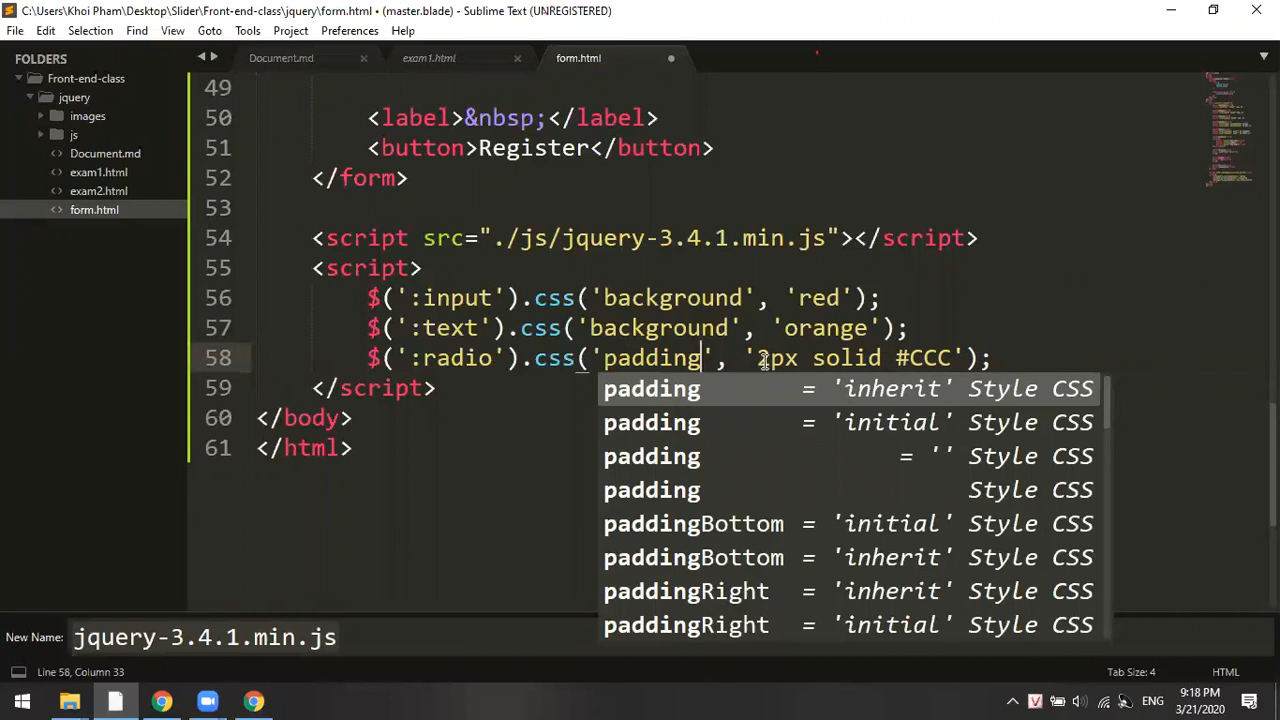 C:\Users\Khoi Pham\Desktop\Slider\Front-end-class\jquery\form.html • (master.blade) - Sublime Text (UNREGISTERED)
File Edit Selection Find View Goto Tools Project Preferences Help
FOLDERS
Front-end-class
jquery
images
js
Document.md
exam1.html
exam2.html
form.html
Document.md × exam1.html × form.html
49
50 <label>&nbsp;</label>
51 <button>Register</button>
52 </form>
53
54 <script src="./js/jquery-3.4.1.min.js"></script>
55 <script>
56 $(':input').css('background', 'red');
57 $(':text').css('background', 'orange');
58 $(':radio').css('padding', '2px solid #CCC');
59 </script>
60 </body>
61 </html>
padding = 'inherit' Style CSS
padding = 'initial' Style CSS
padding = '' Style CSS
padding Style CSS
paddingBottom = 'initial' Style CSS
paddingBottom = 'inherit' Style CSS
paddingRight = 'inherit' Style CSS
paddingRight = 'initial' Style CSS
New Name: jquery-3.4.1.min.js
Line 58, Column 33
Tab Size: 4
HTML
V
ENG
9:18 PM
3/21/2020